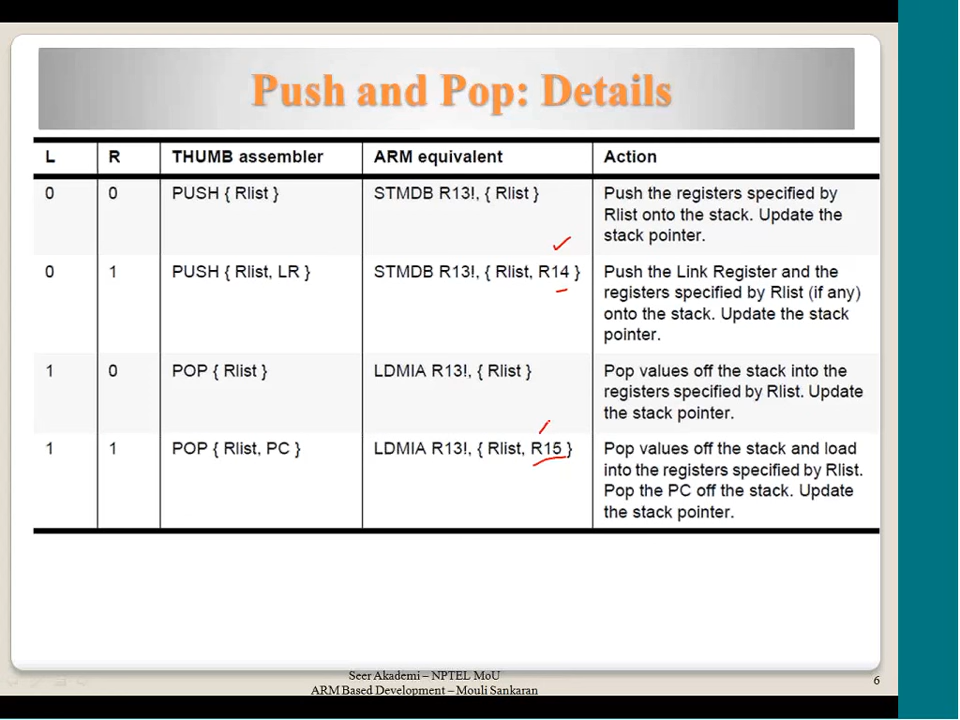 Push and Pop: Details
L R THUMB assembler ARM equivalent Action
0 0 PUSH { Rlist } STMDB R13!, { Rlist } Push the registers specified by
Rlist onto the stack. Update the
stack pointer.
0 1 PUSH { Rlist, LR } STMDB R13!, { Rlist, R14 } Push the Link Register and the
registers specified by Rlist (if any)
onto the stack. Update the stack
pointer.
1 0 POP { Rlist } LDMIA R13!, { Rlist } Pop values off the stack into the
registers specified by Rlist. Update
the stack pointer.
1 1 POP { Rlist, PC } LDMIA R13!, { Rlist, R15 } Pop values off the stack and load
into the registers specified by Rlist.
Pop the PC off the stack. Update
the stack pointer.
Seer Akademi – NPTEL MoU
ARM Based Development – Mouli Sankaran
6